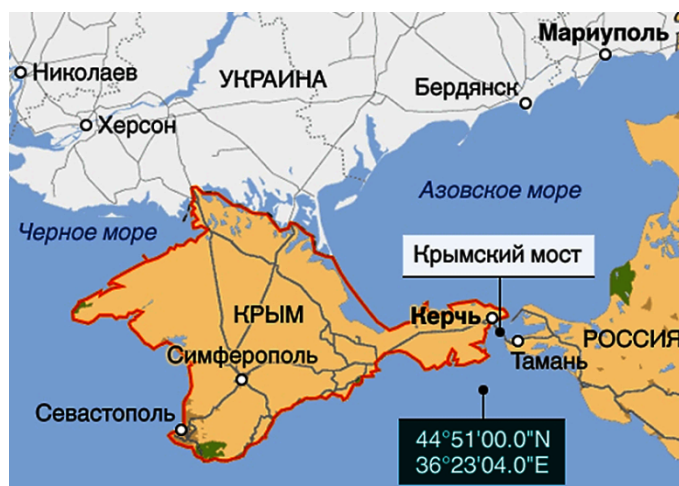 Мариуполь
Николаев
УКРАИНА
Бердянск
Херсон
Азовское море
Черное море
Крымский мост
КРЫМ
Керчь
РОССИЯ
Симферополь
Тамань
Севастополь
44°51'00.0"N
36°23'04.0"E